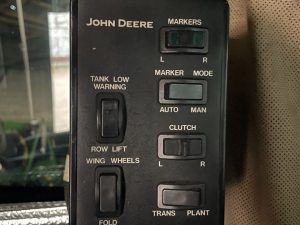 JOHN DEERE
MARKERS
L R
TANK LOW
WARNING
MARKER MODE
AUTO MAN
CLUTCH
ROW LIFT
L R
WING WHEELS
TRANS PLANT
FOLD